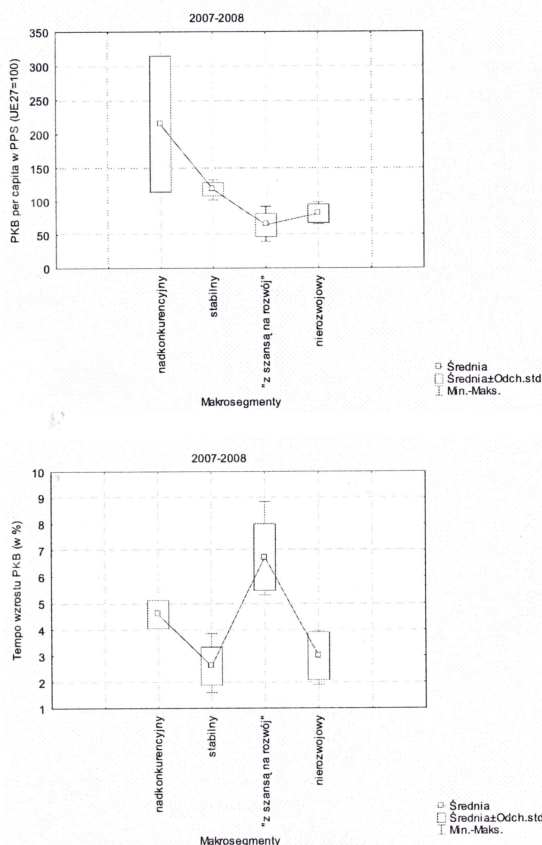 2007-2008
PKB per capita w PPS (UE27=100)
350
300
250
200
150
100
50
0
nadkonkurencyjny
stabilny
"z szansą na rozwój"
nierozwojowy
Makrosegmenty
Średnia
Średnia±Odch.std
Min.-Maks.
2007-2008
Tempo wzrostu PKB (w %)
10
9
8
7
6
5
4
3
2
1
nadkonkurencyjny
stabilny
"z szansą na rozwój"
nierozwojowy
Makrosegmenty
Średnia
Średnia±Odch.std
Min.-Maks.